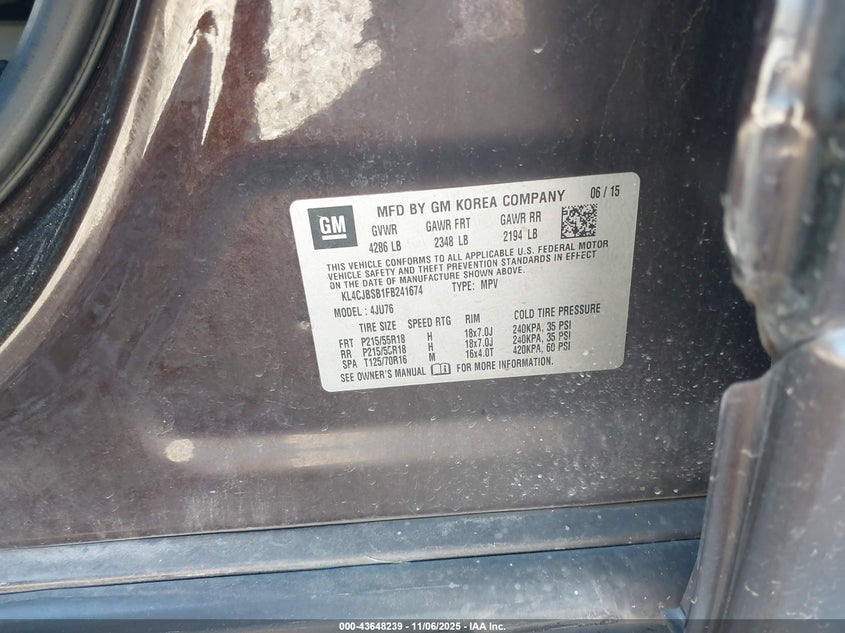 GM
MFD BY GM KOREA COMPANY 06 / 15
GVWR GAWR FRT GAWR RR
4286 LB 2348 LB 2194 LB
THIS VEHICLE CONFORMS TO ALL APPLICABLE U.S. FEDERAL MOTOR
VEHICLE SAFETY AND THEFT PREVENTION STANDARDS IN EFFECT
ON THE DATE OF MANUFACTURE SHOWN ABOVE.
KL4CJBSB1FB241674 TYPE: MPV
MODEL : 4JU76
TIRE SIZE SPEED RTG RIM COLD TIRE PRESSURE
FRT P215/55R18 H 18x7.0J 240KPA, 35 PSI
RR P215/55R18 H 18x7.0J 240KPA, 35 PSI
SPA T125/70R16 M 16x4.0T 420KPA, 60 PSI
SEE OWNER'S MANUAL FOR MORE INFORMATION.
000-43648239 - 11/06/2025 - IAA Inc.